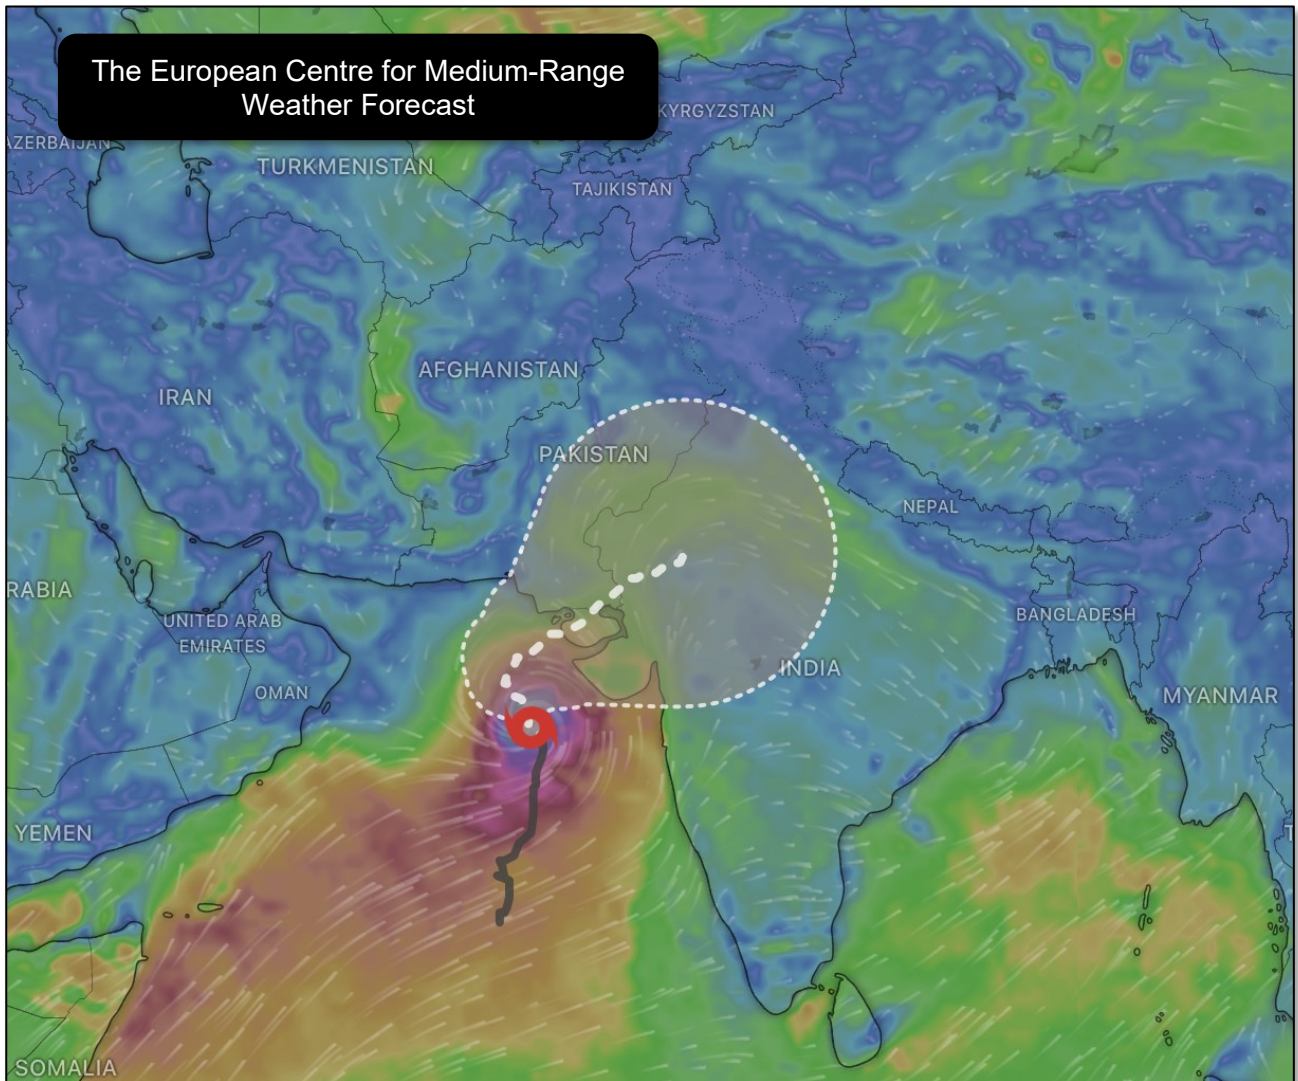 The European Centre for Medium-Range
Weather Forecast
KYRGYZSTAN
AZERBAIJAN
TURKMENISTAN
TAJIKISTAN
AFGHANISTAN
IRAN
PAKISTAN
NEPAL
RABIA
UNITED ARAB
EMIRATES
BANGLADESH
INDIA
OMAN
MYANMAR
YEMEN
T
SOMALIA